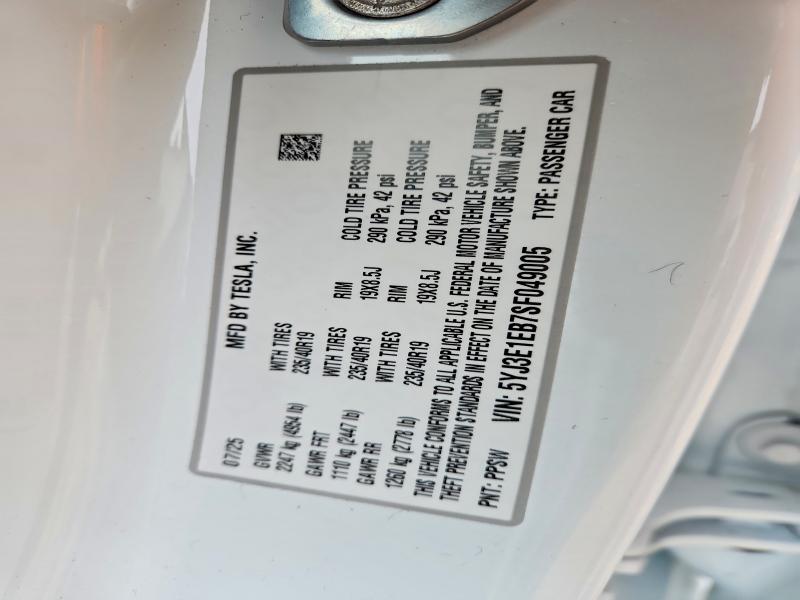 MFD BY TESLA, INC.
07/25
GVWR
2247 kg (4954 lb)
GAWR FRT WITH TIRES RIM COLD TIRE PRESSURE
1110 kg (2447 lb) 235/40R19 19X8.5J 290 kPa, 42 psi
GAWR RR WITH TIRES RIM COLD TIRE PRESSURE
1260 kg (2778 lb) 235/40R19 19X8.5J 290 kPa, 42 psi
THIS VEHICLE CONFORMS TO ALL APPLICABLE U.S. FEDERAL MOTOR VEHICLE SAFETY, BUMPER, AND
THEFT PREVENTION STANDARDS IN EFFECT ON THE DATE OF MANUFACTURE SHOWN ABOVE.
PNT: PPSW VIN: 5YJ3E1EB7SF049005 TYPE: PASSENGER CAR